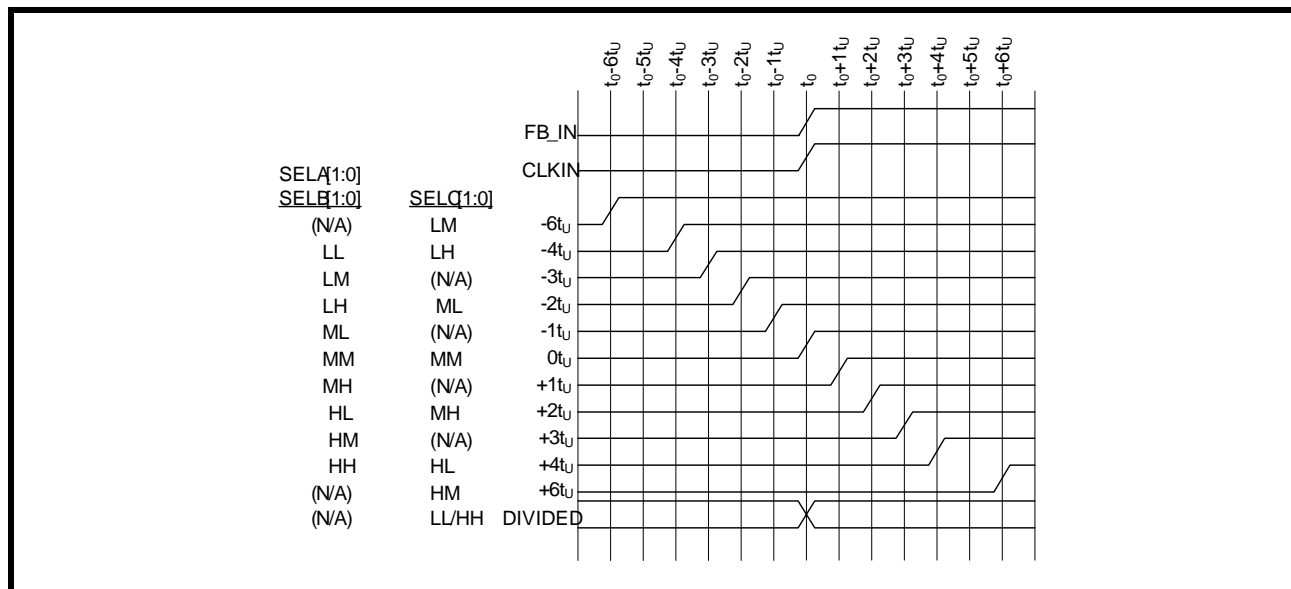 t₀-6tᵤ
t₀-5tᵤ
t₀-4tᵤ
t₀-3tᵤ
t₀-2tᵤ
t₀-1tᵤ
t₀
t₀+1tᵤ
t₀+2tᵤ
t₀+3tᵤ
t₀+4tᵤ
t₀+5tᵤ
t₀+6tᵤ
FB_IN
CLKIN
SELA[1:0]
SELB[1:0] SELC[1:0]
(N/A) LM -6tU
LL LH -4tU
LM (N/A) -3tU
LH ML -2tU
ML (N/A) -1tU
MM MM 0tU
MH (N/A) +1tU
HL MH +2tU
HM (N/A) +3tU
HH HL +4tU
(N/A) HM +6tU
(N/A) LL/HH DIVIDED